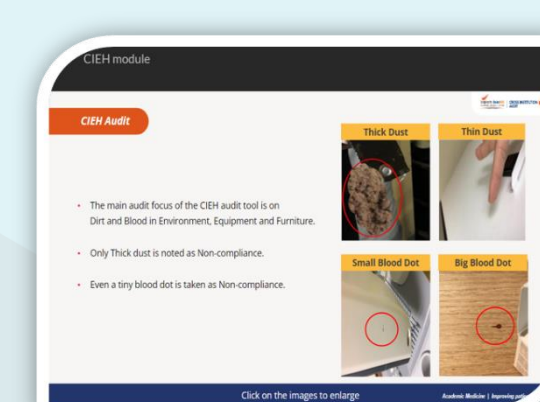 CIEH module
CIEH Audit
Thick Dust
Thin Dust
• The main audit focus of the CIEH audit tool is on
Dirt and Blood in Environment, Equipment and Furniture.
• Only Thick dust is noted as Non-compliance.
• Even a tiny blood dot is taken as Non-compliance.
Small Blood Dot
Big Blood Dot
Click on the images to enlarge
Academic Medicine | Improving